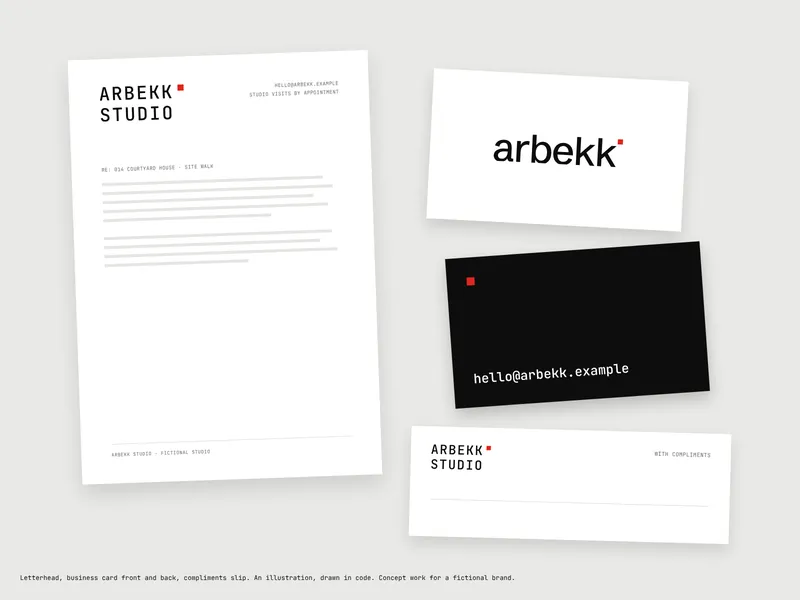 ARBEKK
STUDIO
HELLO@ARBEKK.EXAMPLE
STUDIO VISITS BY APPOINTMENT
RE: 014 COURTYARD HOUSE - SITE WALK
ARBEKK STUDIO - FICTIONAL STUDIO
arbekk
hello@arbekk.example
ARBEKK
STUDIO
WITH COMPLIMENTS
Letterhead, business card front and back, compliments slip. An illustration, drawn in code. Concept work for a fictional brand.